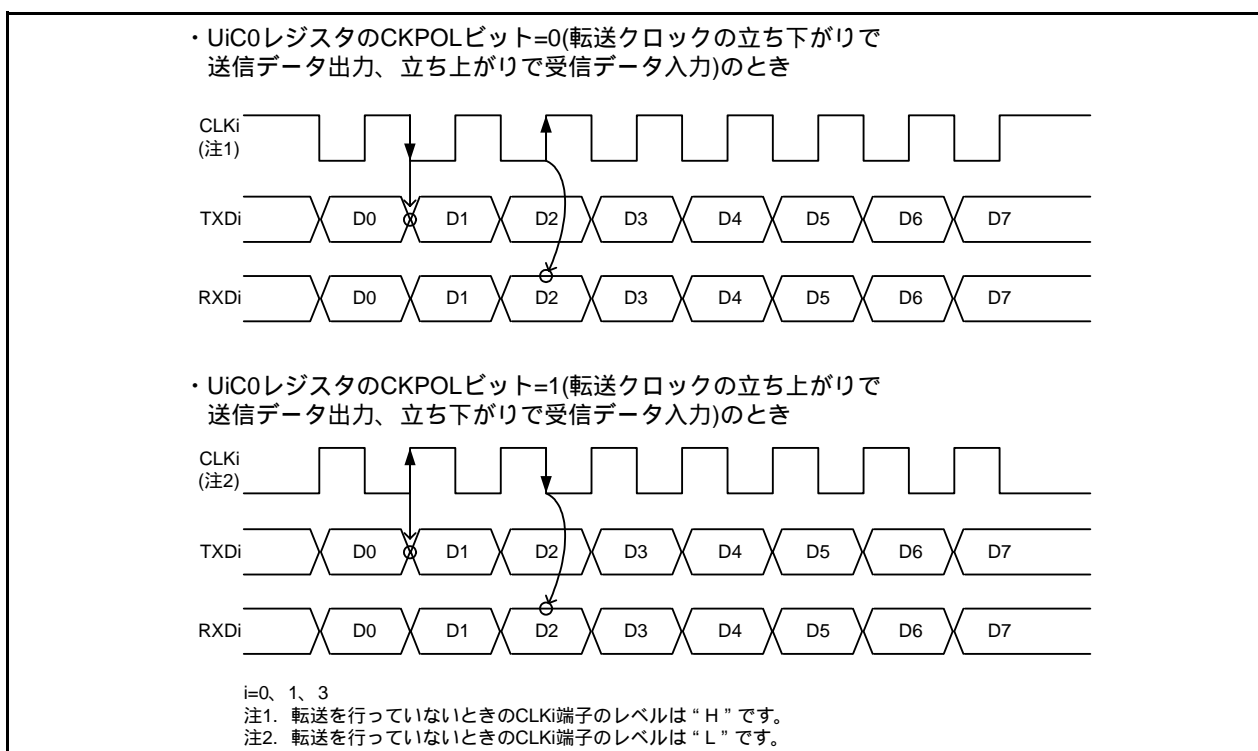 ・UiC0レジスタのCKPOLビット=0(転送クロックの立ち下がりで
送信データ出力、立ち上がりで受信データ入力)のとき
CLKi
(注1)
TXDi D0 D1 D2 D3 D4 D5 D6 D7
RXDi D0 D1 D2 D3 D4 D5 D6 D7
・UiC0レジスタのCKPOLビット=1(転送クロックの立ち上がりで
送信データ出力、立ち下がりで受信データ入力)のとき
CLKi
(注2)
TXDi D0 D1 D2 D3 D4 D5 D6 D7
RXDi D0 D1 D2 D3 D4 D5 D6 D7
i=0、1、3
注1. 転送を行っていないときのCLKi端子のレベルは“H”です。
注2. 転送を行っていないときのCLKi端子のレベルは“L”です。